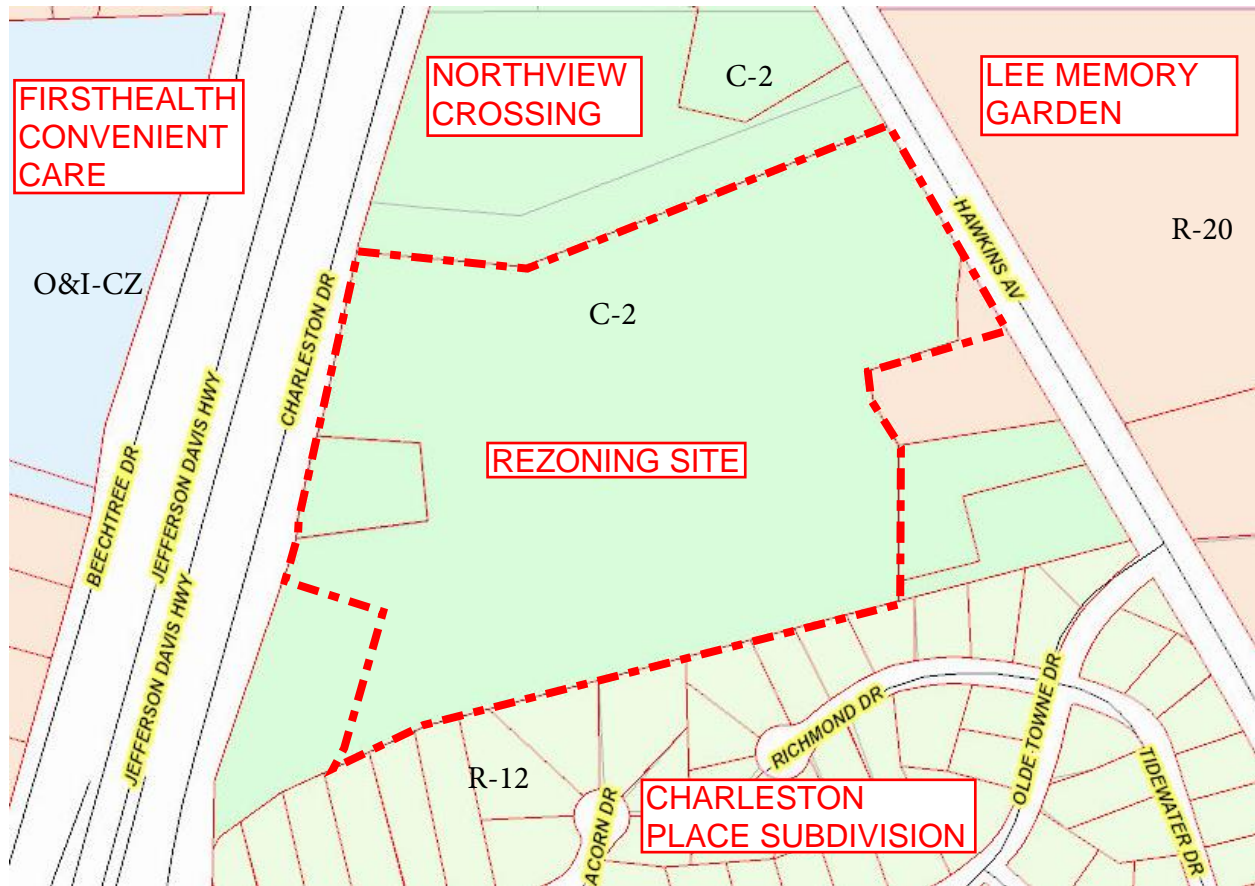 FIRSTHEALTH
CONVENIENT
CARE
NORTHVIEW
CROSSING
C-2
LEE MEMORY
GARDEN
R-20
HAWKINS AV
O&I-CZ
CHARLESTON DR
C-2
REZONING SITE
BEECHTREE DR
JEFFERSON DAVIS HWY
JEFFERSON DAVIS HWY
R-12
ACORN DR
RICHMOND DR
OLDE TOWNE DR
TIDEWATER DR
CHARLESTON
PLACE SUBDIVISION